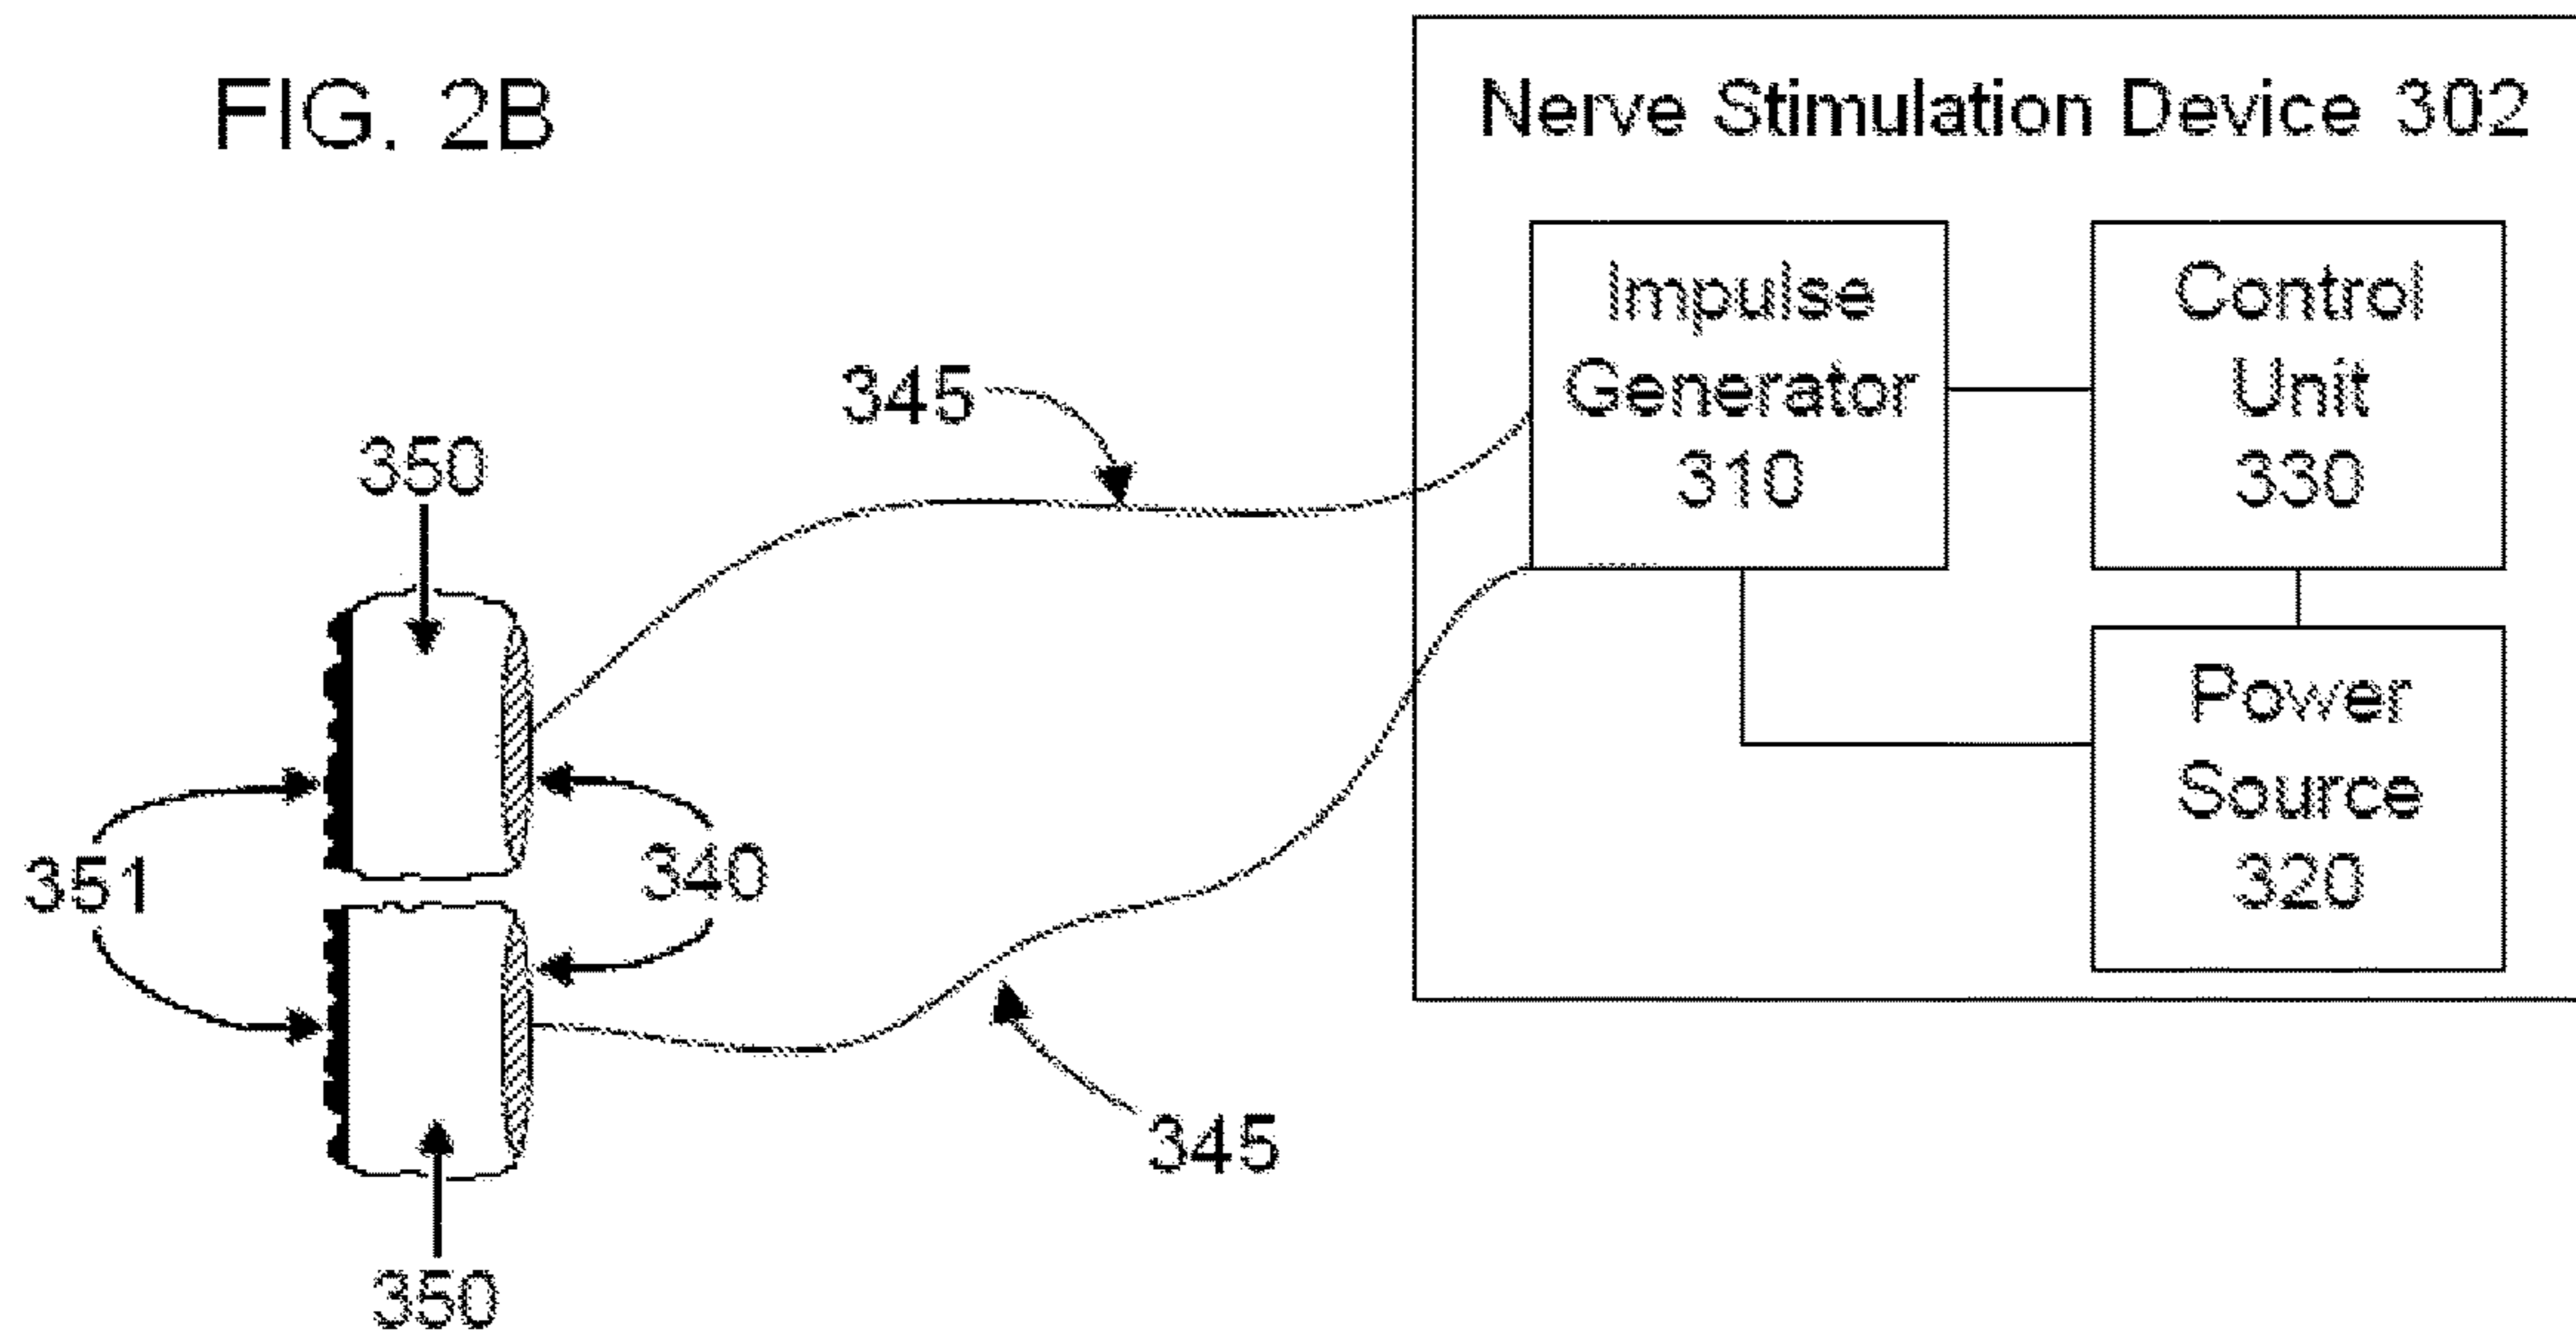 FIG. 2B
Nerve Stimulation Device 302
Impulse
Generator
310
Control
Unit
330
Power
Source
320
345
350
351
340
345
350